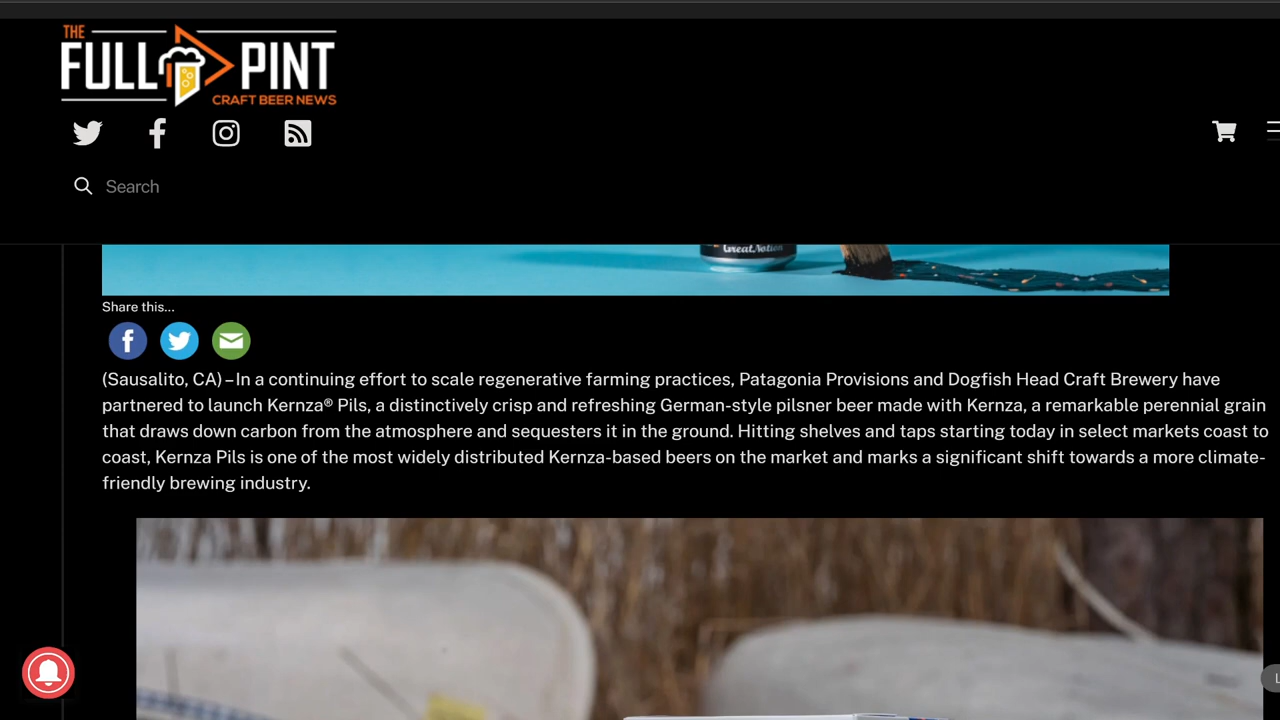 THE
FULL PINT
CRAFT BEER NEWS
Search
Great Notion
Share this...
(Sausalito, CA) – In a continuing effort to scale regenerative farming practices, Patagonia Provisions and Dogfish Head Craft Brewery have
partnered to launch Kernza® Pils, a distinctively crisp and refreshing German-style pilsner beer made with Kernza, a remarkable perennial grain
that draws down carbon from the atmosphere and sequesters it in the ground. Hitting shelves and taps starting today in select markets coast to
coast, Kernza Pils is one of the most widely distributed Kernza-based beers on the market and marks a significant shift towards a more climate-
friendly brewing industry.
L